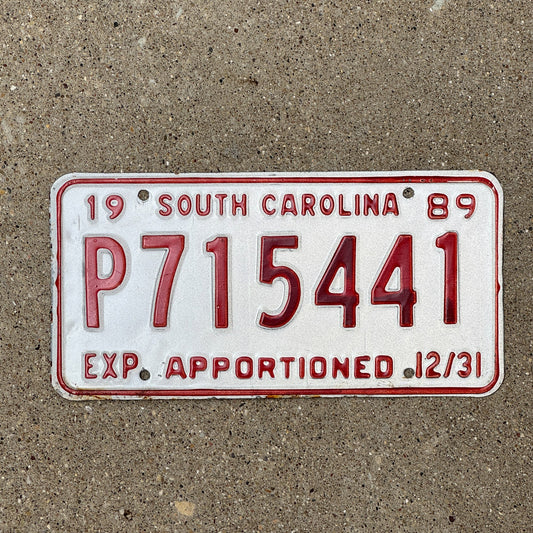 19 SOUTH CAROLINA 89
P715441
EXP. APPORTIONED 12/31